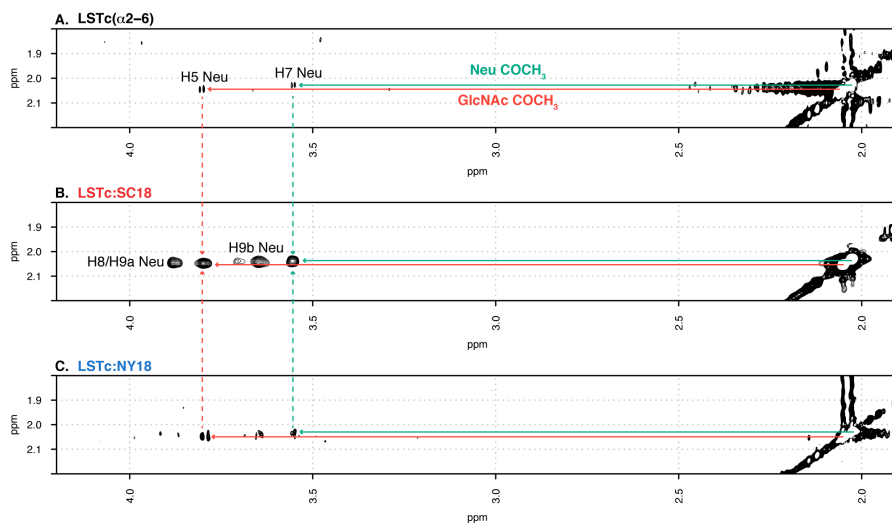 A. LSTc(α2−6)
ppm
1.9
2.0
2.1
H5 Neu
H7 Neu
Neu COCH3
GlcNAc COCH3
4.0
3.5
3.0
2.5
2.0
ppm
B. LSTc:SC18
ppm
1.9
2.0
2.1
H8/H9a Neu
H9b Neu
4.0
3.5
3.0
2.5
2.0
ppm
C. LSTc:NY18
ppm
1.9
2.0
2.1
4.0
3.5
3.0
2.5
2.0
ppm